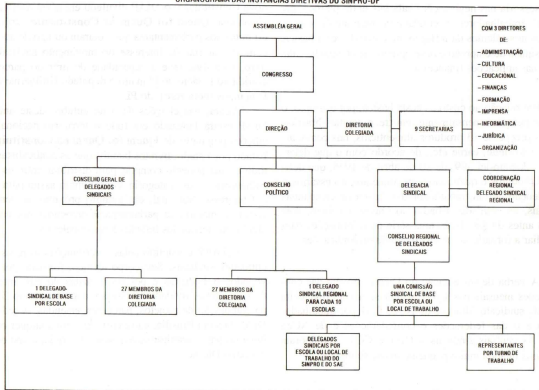 ORGANOGRAMA DAS INSTÂNCIAS DIRETIVAS DO SINPRO-DF
ASSEMBLÉIA GERAL
CONGRESSO
DIREÇÃO
DIRETORIA
COLEGIADA
9 SECRETARIAS
COM 3 DIRETORES
DE:
– ADMINISTRAÇÃO
– CULTURA
– EDUCACIONAL
– FINANÇAS
– FORMAÇÃO
– IMPRENSA
– INFORMÁTICA
– JURÍDICA
– ORGANIZAÇÃO
CONSELHO GERAL DE
DELEGADOS
SINDICAIS
CONSELHO
POLÍTICO
DELEGACIA
SINDICAL
COORDENAÇÃO
REGIONAL
DELEGADO SINDICAL
REGIONAL
CONSELHO REGIONAL
DE DELEGADOS
SINDICAIS
1 DELEGADO-
SINDICAL DE BASE
POR ESCOLA
27 MEMBROS DA
DIRETORIA
COLEGIADA
27 MEMBROS DA
DIRETORIA
COLEGIADA
1 DELEGADO
SINDICAL REGIONAL
PARA CADA 10
ESCOLAS
UMA COMISSÃO
SINDICAL DE BASE
POR ESCOLA OU
LOCAL DE TRABALHO
DELEGADOS
SINDICAIS POR
ESCOLA OU LOCAL DE
TRABALHO DO
SINPRO E DO SAE
REPRESENTANTES
POR TURNO DE
TRABALHO